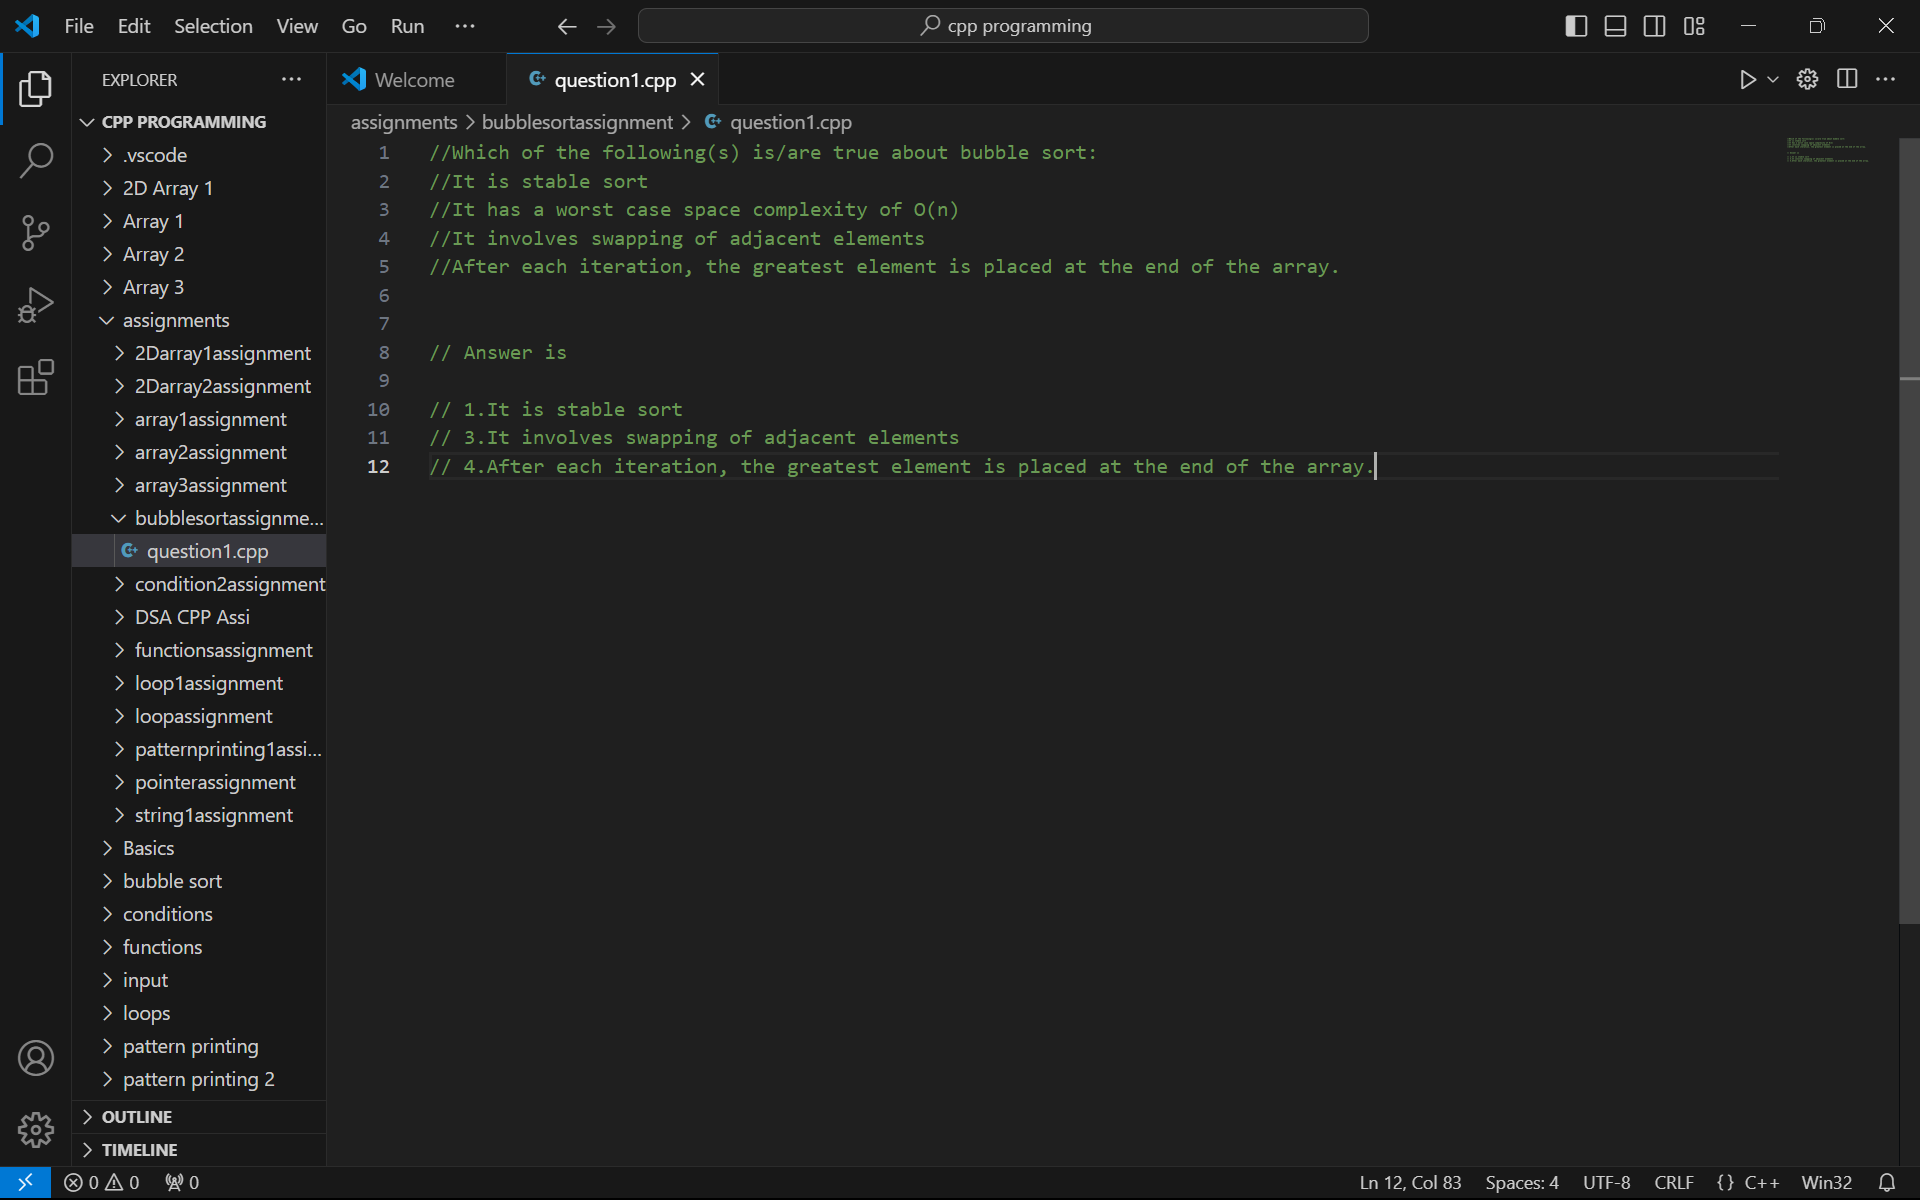 File Edit Selection View Go Run ··· cpp programming
EXPLORER ···
Welcome
question1.cpp
CPP PROGRAMMING
.vscode
2D Array 1
Array 1
Array 2
Array 3
assignments
2Darray1assignment
2Darray2assignment
array1assignment
array2assignment
array3assignment
bubblesortassignme...
question1.cpp
condition2assignment
DSA CPP Assi
functionsassignment
loop1assignment
loopassignment
patternprinting1assi...
pointerassignment
string1assignment
Basics
bubble sort
conditions
functions
input
loops
pattern printing
pattern printing 2
OUTLINE
TIMELINE
assignments > bubblesortassignment > question1.cpp
1 //Which of the following(s) is/are true about bubble sort:
2 //It is stable sort
3 //It has a worst case space complexity of O(n)
4 //It involves swapping of adjacent elements
5 //After each iteration, the greatest element is placed at the end of the array.
6
7
8 // Answer is
9
10 // 1.It is stable sort
11 // 3.It involves swapping of adjacent elements
12 // 4.After each iteration, the greatest element is placed at the end of the array.
0 0 0 Ln 12, Col 83 Spaces: 4 UTF-8 CRLF {} C++ Win32